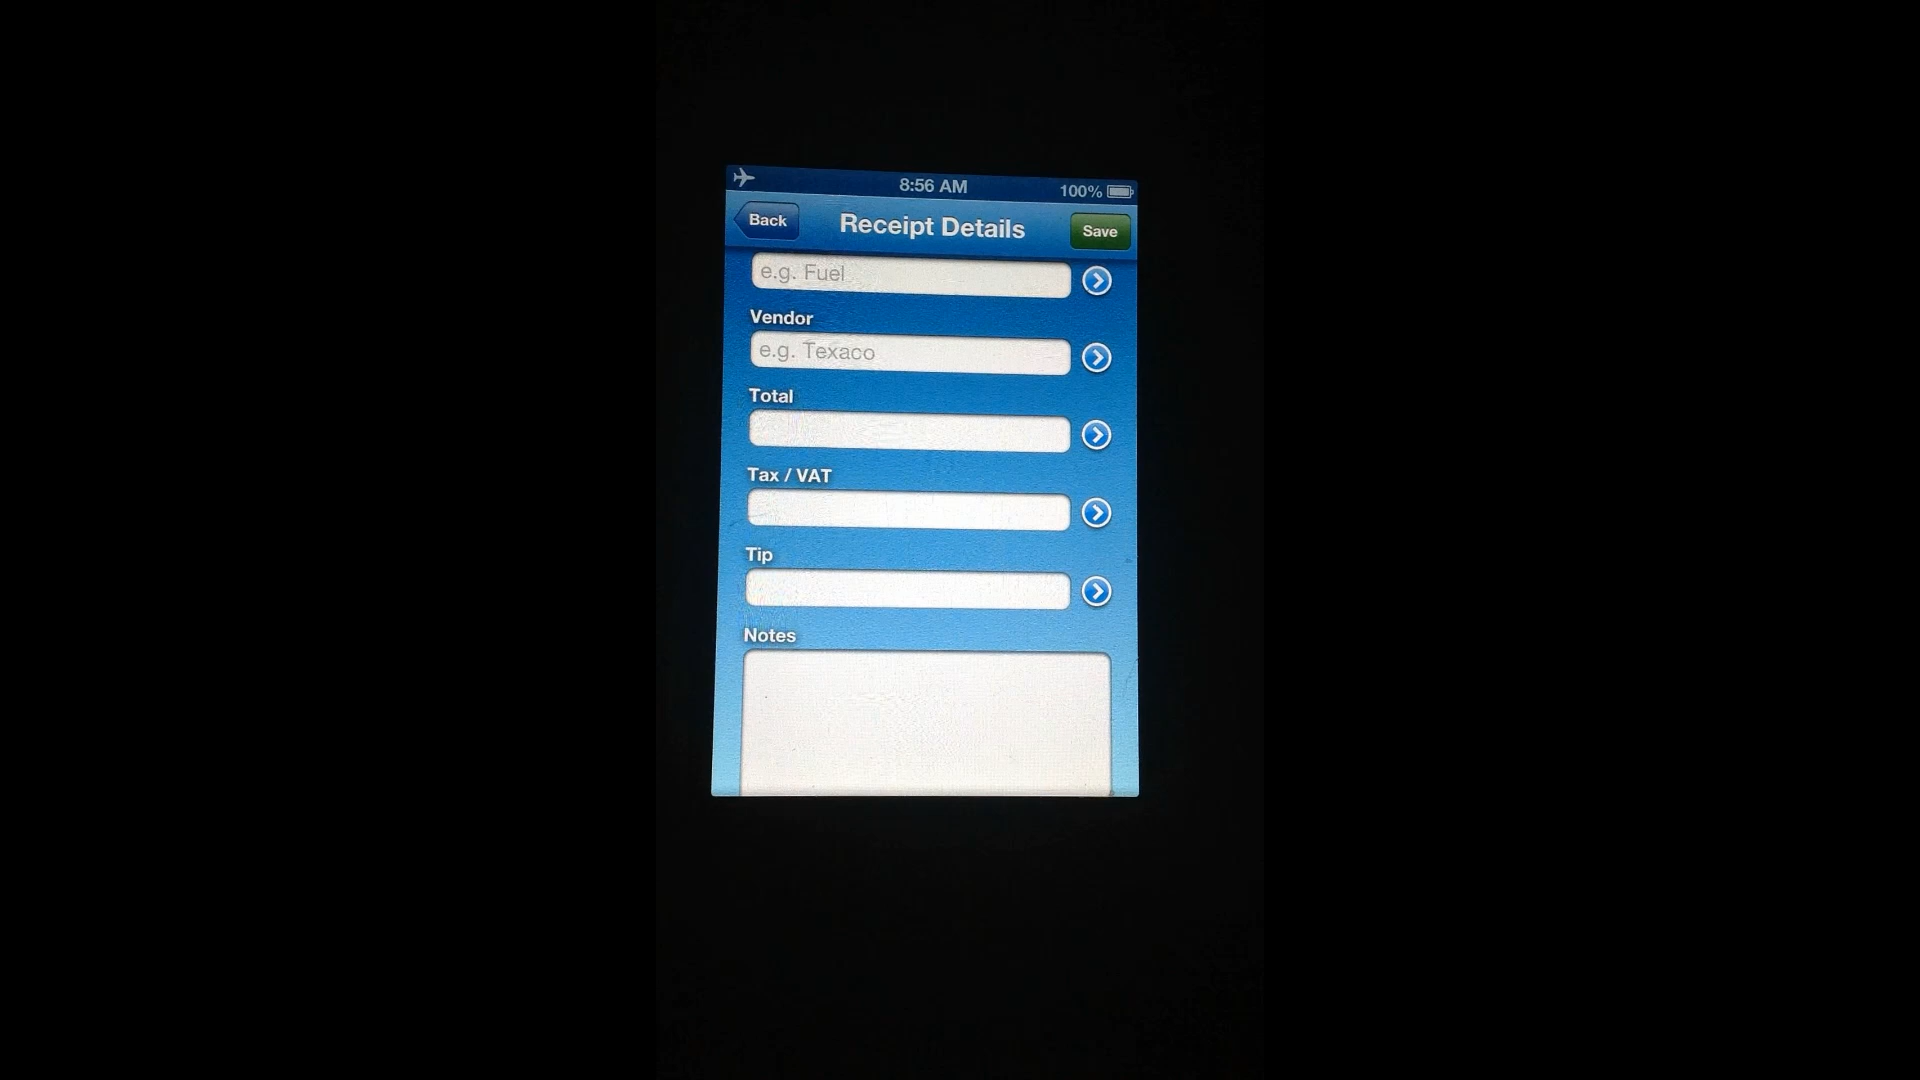 8:56 AM
100%
Back
Receipt Details
Save
e.g. Fuel
Vendor
e.g. Texaco
Total
Tax / VAT
Tip
Notes